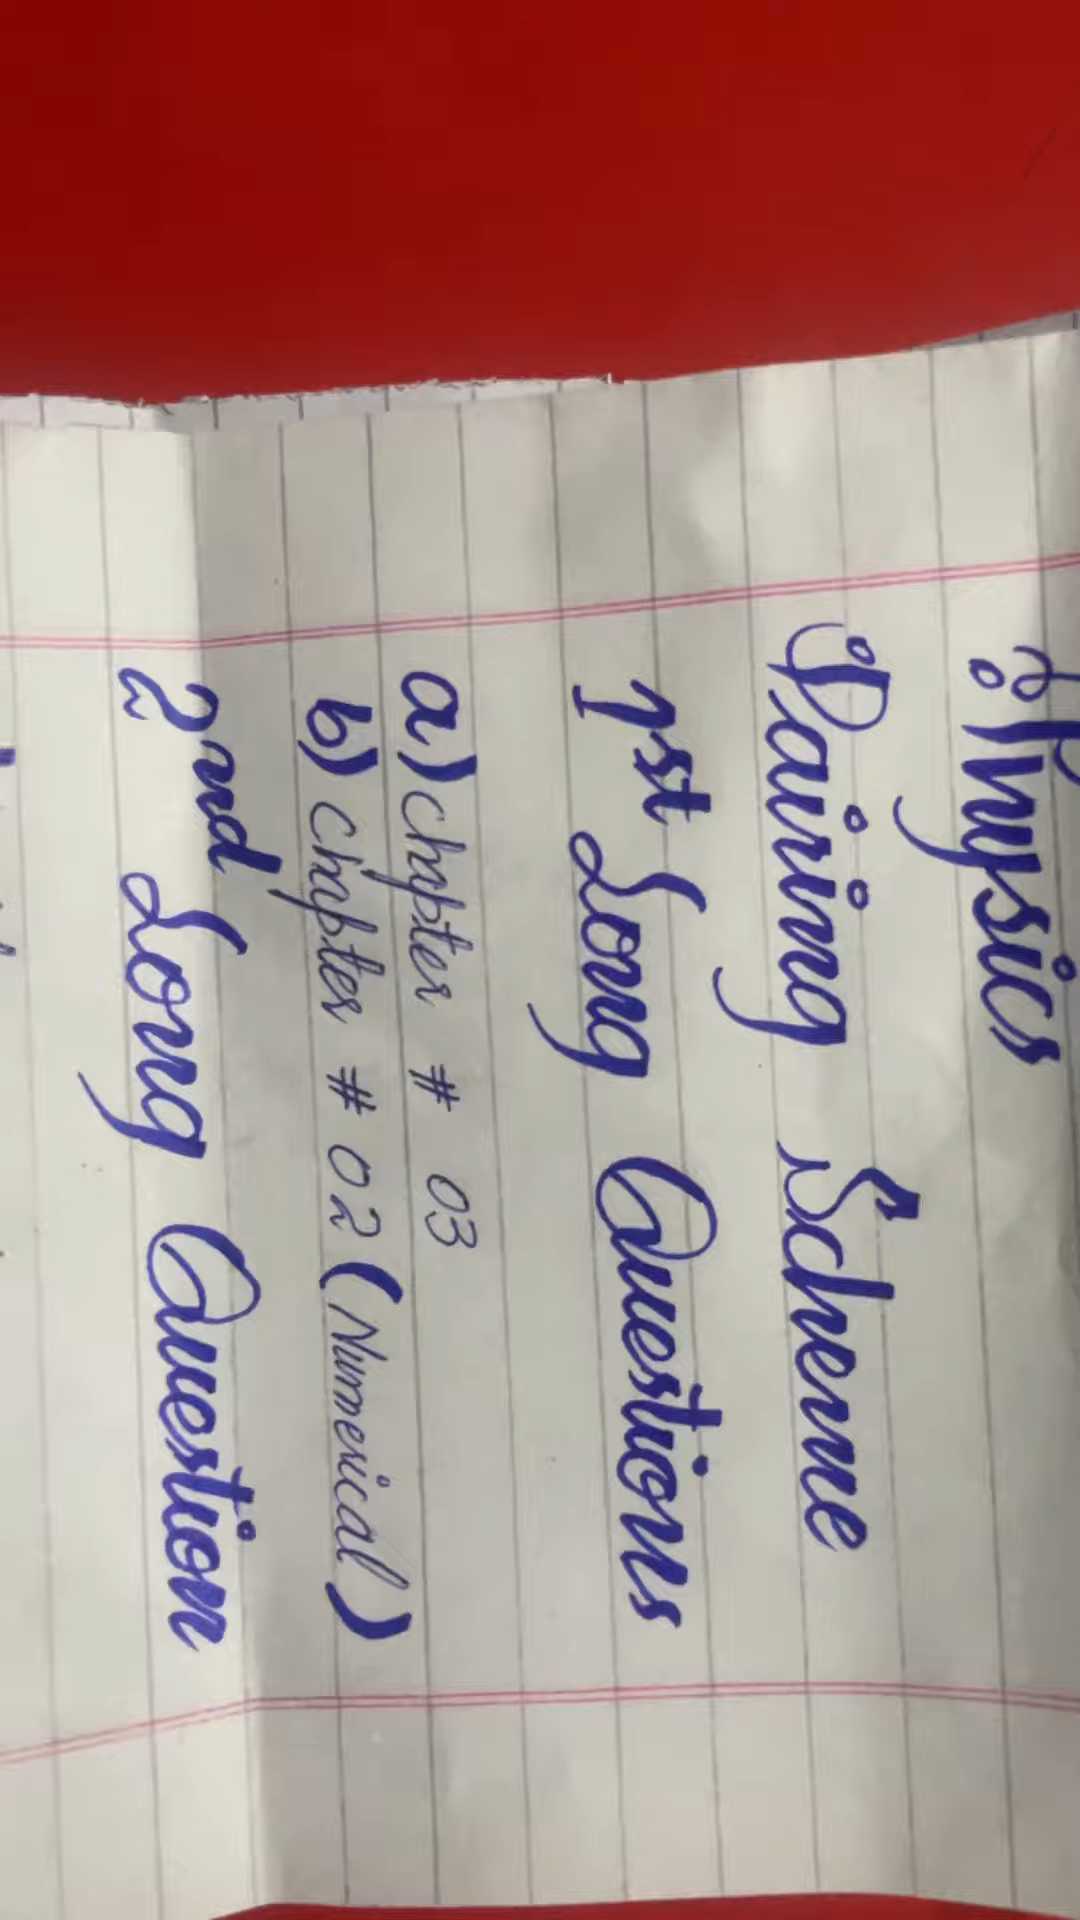 Physics
Pairing Scheme
1st Long Questions
a) chapter # 03
b) chapter # 02 (Numerical)
2nd Long Question